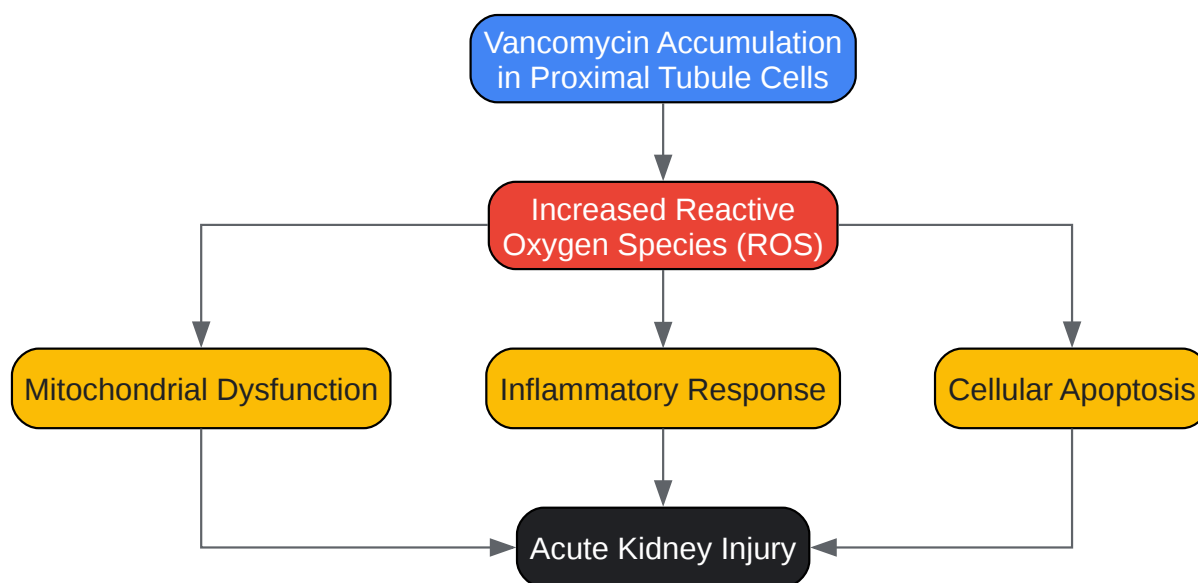 Vancomycin Accumulation
in Proximal Tubule Cells
Increased Reactive
Oxygen Species (ROS)
Mitochondrial Dysfunction
Inflammatory Response
Cellular Apoptosis
Acute Kidney Injury